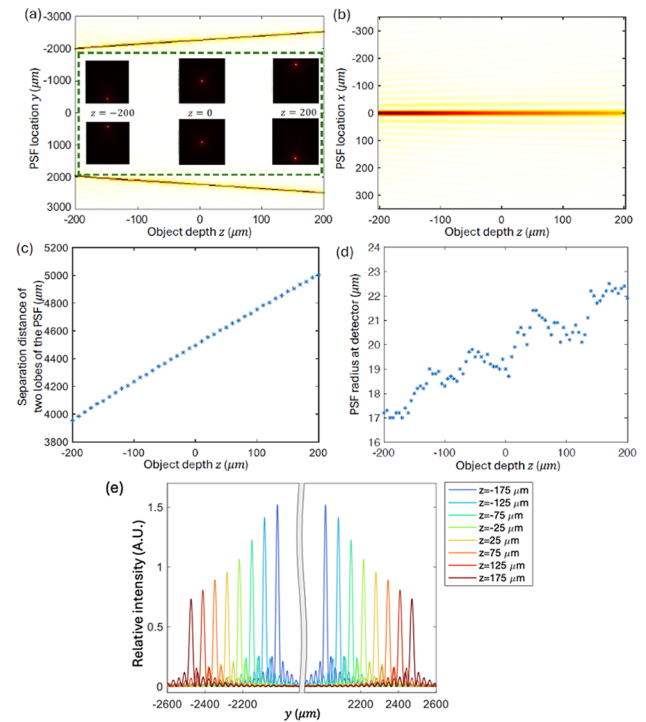 (a)
-3000
-2000
-1000
0
1000
2000
3000
PSF location y (μm)
z = −200
z = 0
z = 200
-200
-100
0
100
200
Object depth z (μm)
(b)
-300
-200
-100
0
100
200
300
PSF location x (μm)
-200
-100
0
100
200
Object depth z (μm)
(c)
5200
5000
4800
4600
4400
4200
4000
3800
Separation distance of
two lobes of the PSF (μm)
-200
-100
0
100
200
Object depth z (μm)
(d)
24
23
22
21
20
19
18
17
16
PSF radius at detector (μm)
-200
-100
0
100
200
Object depth z (μm)
(e)
1.5
1
0.5
0
Relative intensity (A.U.)
-2600
-2400
-2200
2200
2400
2600
y (μm)
z=-175 μm
z=-125 μm
z=-75 μm
z=-25 μm
z=25 μm
z=75 μm
z=125 μm
z=175 μm